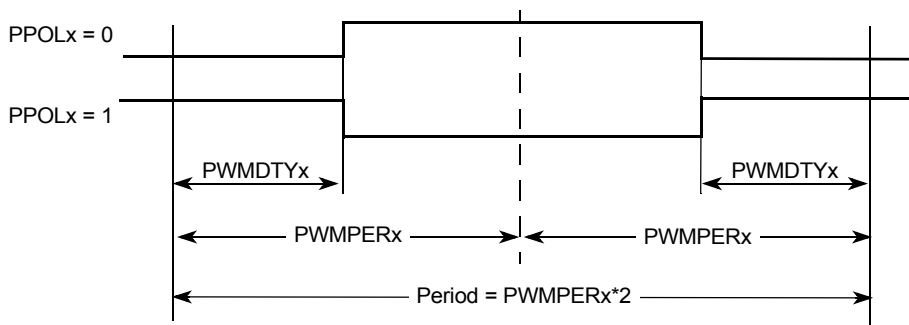 PPOLx = 0
PPOLx = 1
PWMDTYx
PWMDTYx
PWMPERx
PWMPERx
Period = PWMPERx*2